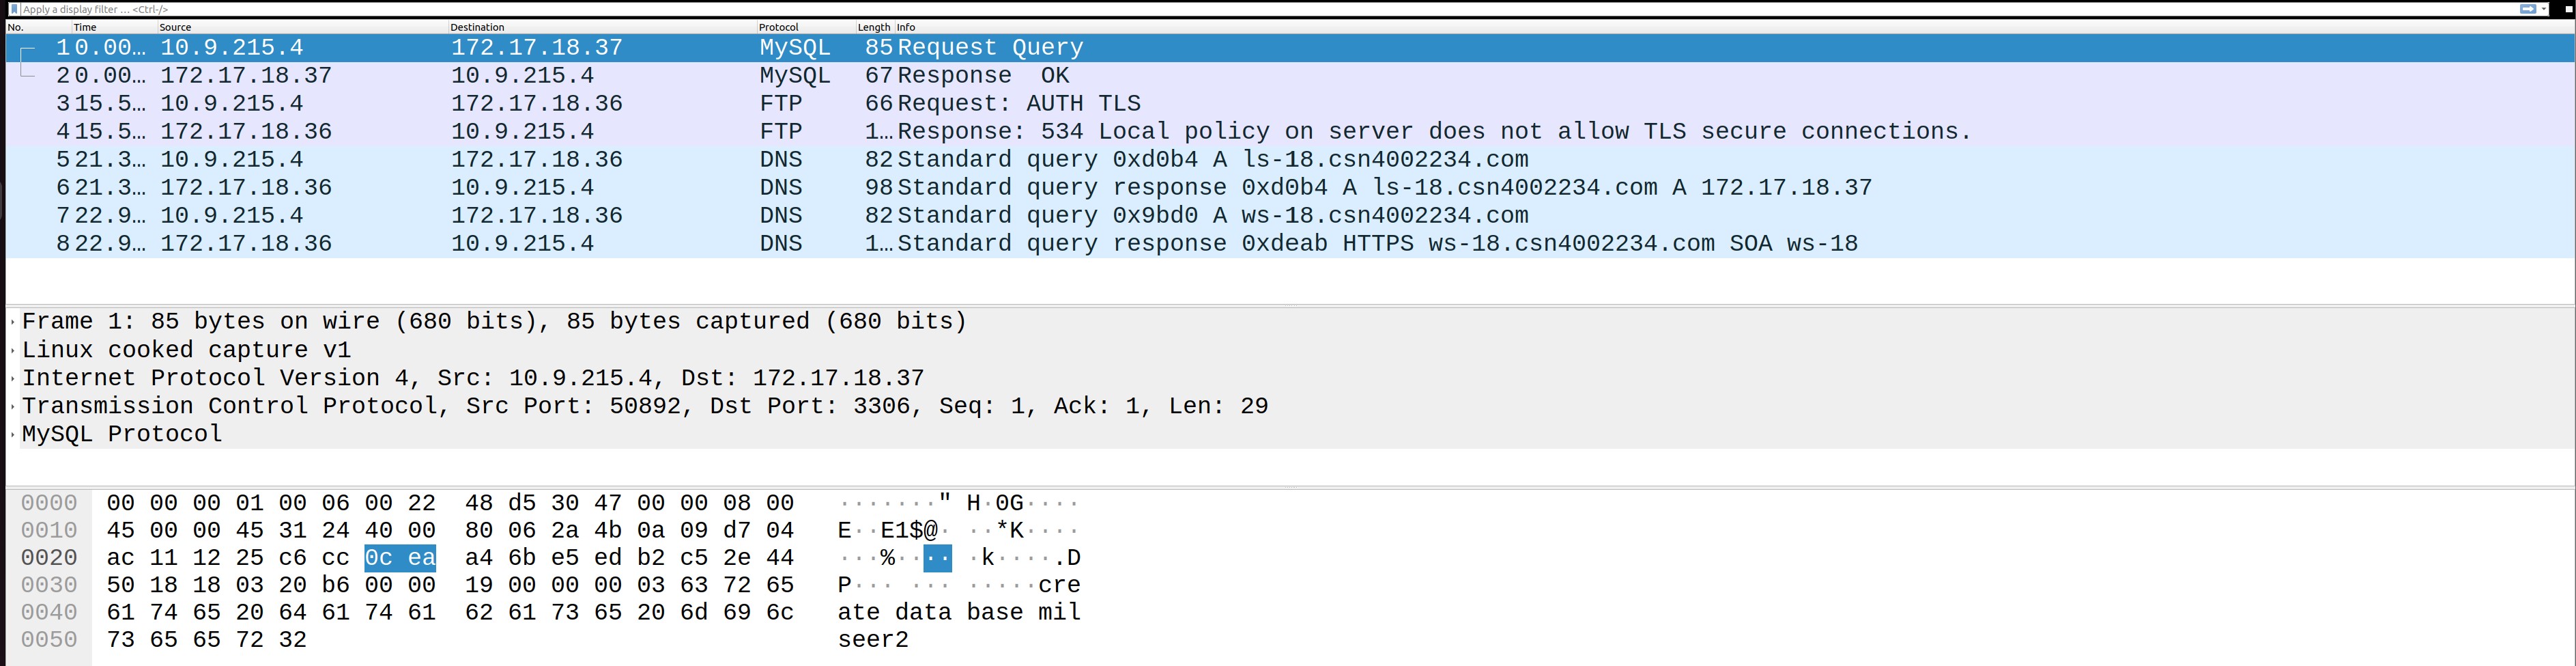 Apply a display filter … <Ctrl-/>
No. Time Source Destination Protocol Length Info
1 0.00… 10.9.215.4 172.17.18.37 MySQL 85 Request Query
2 0.00… 172.17.18.37 10.9.215.4 MySQL 67 Response  OK
3 15.5… 10.9.215.4 172.17.18.36 FTP 66 Request: AUTH TLS
4 15.5… 172.17.18.36 10.9.215.4 FTP 1… Response: 534 Local policy on server does not allow TLS secure connections.
5 21.3… 10.9.215.4 172.17.18.36 DNS 82 Standard query 0xd0b4 A ls-18.csn4002234.com
6 21.3… 172.17.18.36 10.9.215.4 DNS 98 Standard query response 0xd0b4 A ls-18.csn4002234.com A 172.17.18.37
7 22.9… 10.9.215.4 172.17.18.36 DNS 82 Standard query 0x9bd0 A ws-18.csn4002234.com
8 22.9… 172.17.18.36 10.9.215.4 DNS 1… Standard query response 0xdeab HTTPS ws-18.csn4002234.com SOA ws-18
Frame 1: 85 bytes on wire (680 bits), 85 bytes captured (680 bits)
Linux cooked capture v1
Internet Protocol Version 4, Src: 10.9.215.4, Dst: 172.17.18.37
Transmission Control Protocol, Src Port: 50892, Dst Port: 3306, Seq: 1, Ack: 1, Len: 29
MySQL Protocol
0000 00 00 00 01 00 06 00 22 48 d5 30 47 00 00 08 00 ·······" H·0G····
0010 45 00 00 45 31 24 40 00 80 06 2a 4b 0a 09 d7 04 E··E1$@· ··*K····
0020 ac 11 12 25 c6 cc 0c ea a4 6b e5 ed b2 c5 2e 44 ···%···· ·k····.D
0030 50 18 18 03 20 b6 00 00 19 00 00 00 03 63 72 65 P··· ··· ·····cre
0040 61 74 65 20 64 61 74 61 62 61 73 65 20 6d 69 6c ate data base mil
0050 73 65 65 72 32 seer2